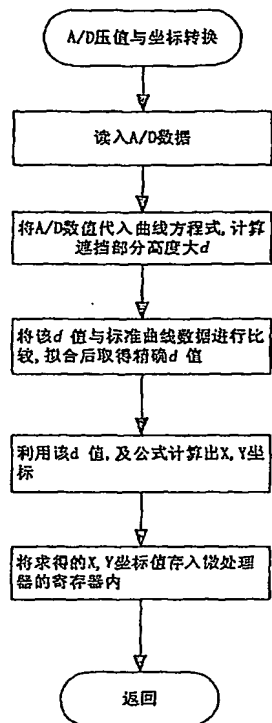 A/D压值与坐标转换
读入A/D数据
将A/D数值代入曲线方程式,计算
遮挡部分高度大d
将该d 值与标准曲线数据进行比
较,拟合后取得精确d 值
利用该d 值,及公式计算出X,Y坐
标
将求得的X,Y坐标值存入微处理
器的寄存器内
返回